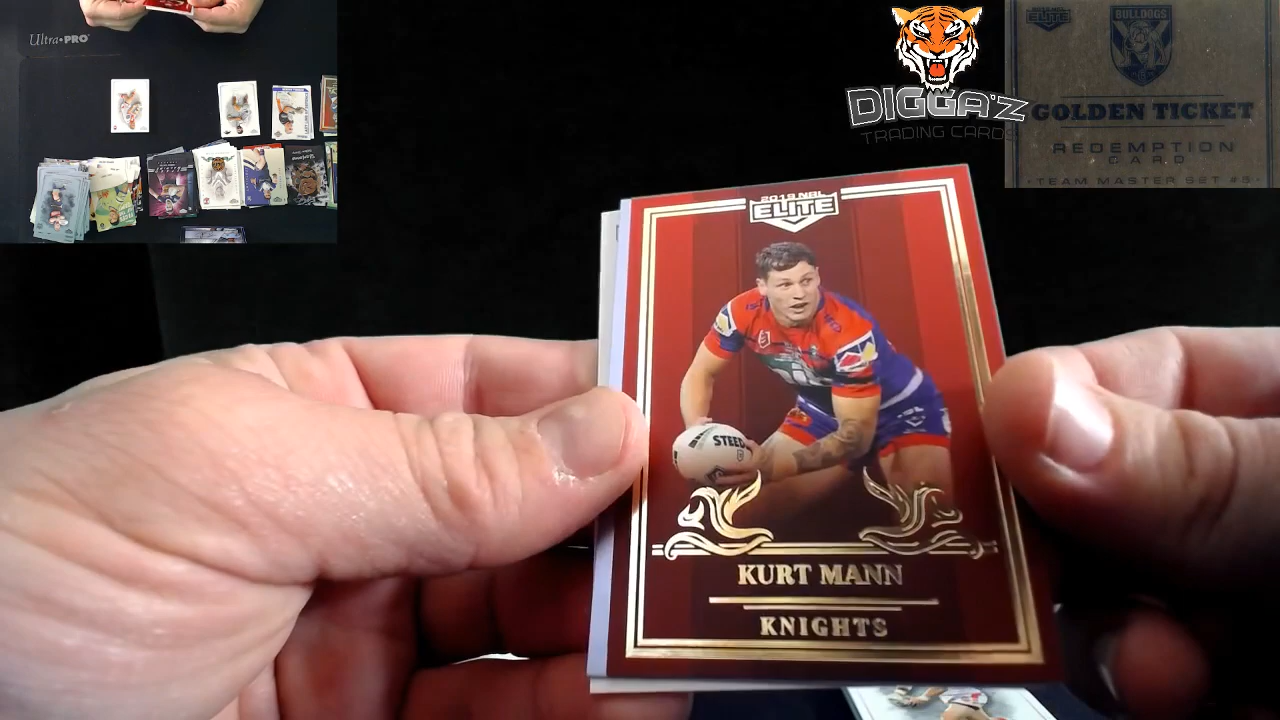 Ultra·PRO
DIGGA'Z
TRADING CARDS
ELITE
BULLDOGS
GOLDEN TICKET
REDEMPTION
CARD
·TEAM MASTER SET #5·
2019 NRL
ELITE
STEED
KURT MANN
KNIGHTS